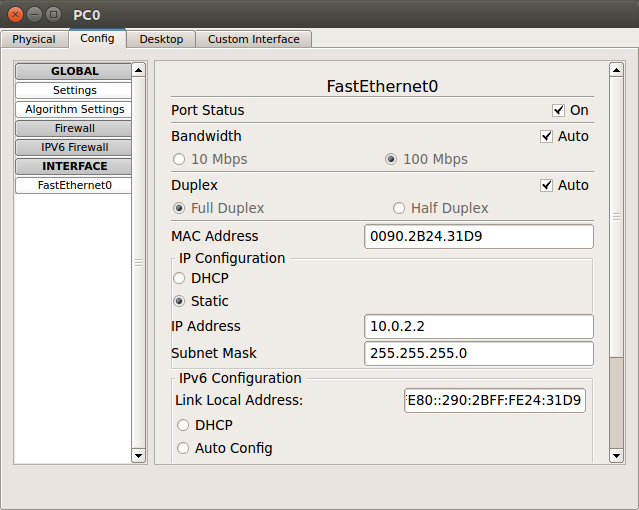 PC0
Physical Config Desktop Custom Interface
GLOBAL
Settings
Algorithm Settings
Firewall
IPV6 Firewall
INTERFACE
FastEthernet0
FastEthernet0
Port Status On
Bandwidth Auto
10 Mbps 100 Mbps
Duplex Auto
Full Duplex Half Duplex
MAC Address 0090.2B24.31D9
IP Configuration
DHCP
Static
IP Address 10.0.2.2
Subnet Mask 255.255.255.0
IPv6 Configuration
Link Local Address: E80::290:2BFF:FE24:31D9
DHCP
Auto Config